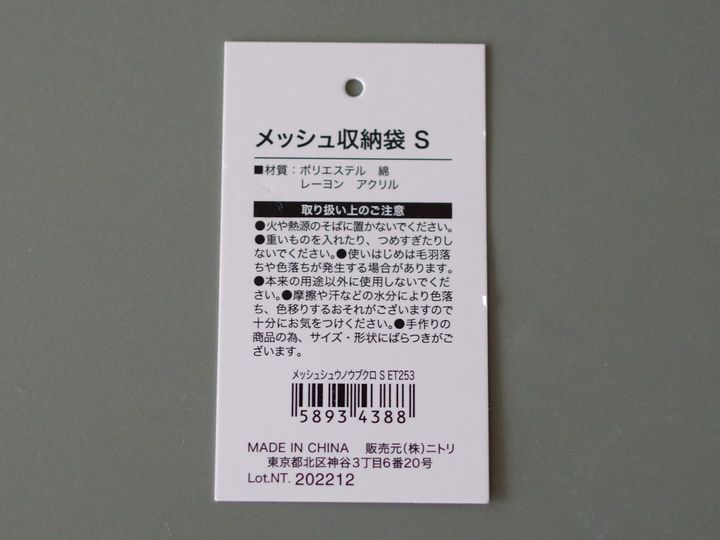 メッシュ収納袋 S
■材質：ポリエステル　綿
レーヨン　アクリル
取り扱い上のご注意
●火や熱源のそばに置かないでください。
●重いものを入れたり、つめすぎたりし
ないでください。●使いはじめは毛羽落
ちや色落ちが発生する場合があります。
●本来の用途以外に使用しないでくだ
さい。●摩擦や汗などの水分により色落
ち、色移りするおそれがございますので
十分にお気をつけください。●手作りの
商品の為、サイズ・形状にばらつきがご
ざいます。
メッシュシュウノウブクロ S ET253
5893 4388
MADE IN CHINA　販売元(株)ニトリ
東京都北区神谷3丁目6番20号
Lot.NT. 202212